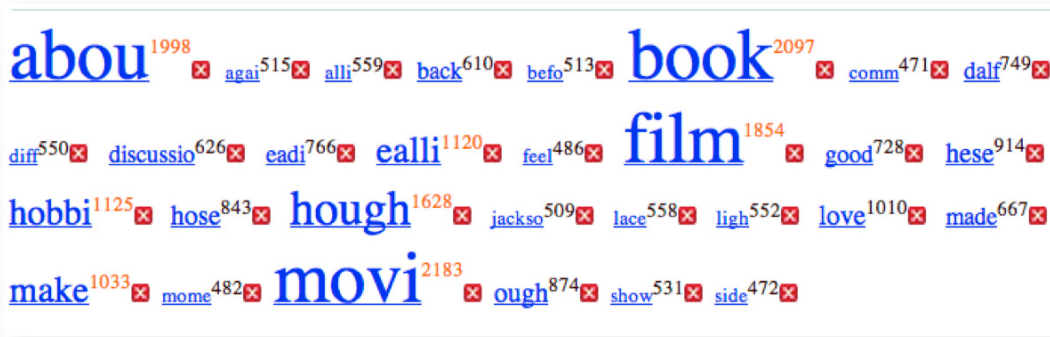 abou1998 agai515 alli559 back610 befo513 book2097 comm471 dalf749
diff550 discussio626 eadi766 ealli1120 feel486 film1854 good728 hese914
hobbi1125 hose843 hough1628 jackso509 lace558 ligh552 love1010 made667
make1033 mome482 movi2183 ough874 show531 side472